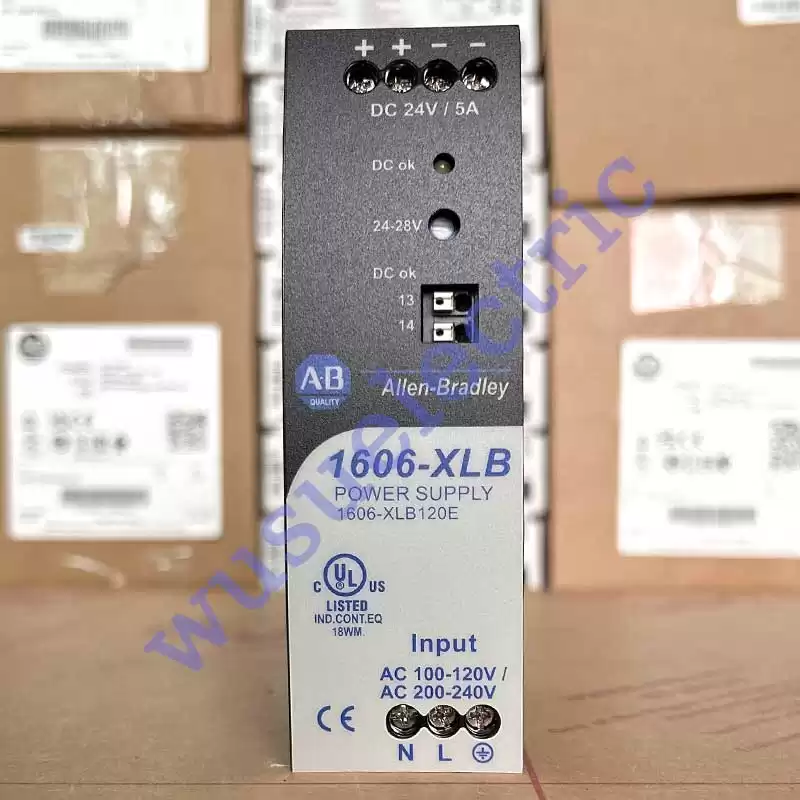 + + − −
DC 24V / 5A
DC ok
24-28V
DC ok
13
14
A·B
QUALITY
Allen-Bradley
1606-XLB
POWER SUPPLY
1606-XLB120E
C UL US
LISTED
IND.CONT.EQ
18WM
Input
AC 100-120V /
AC 200-240V
CE
N L
wusuelectric